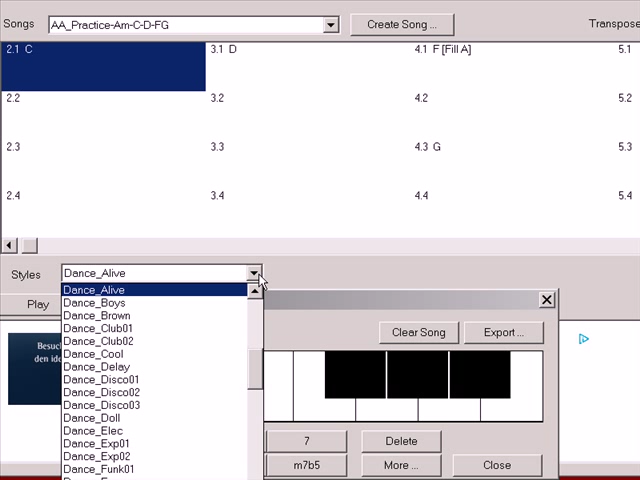 Songs AA_Practice-Am-C-D-FG Create Song ... Transpose
2.1 C 3.1 D 4.1 F [Fill A] 5.1
2.2 3.2 4.2 5.2
2.3 3.3 4.3 G 5.3
2.4 3.4 4.4 5.4
Styles Dance_Alive
Play
Dance_Alive
Dance_Boys
Dance_Brown
Dance_Club01
Dance_Club02
Dance_Cool
Dance_Delay
Dance_Disco01
Dance_Disco02
Dance_Disco03
Dance_Doll
Dance_Elec
Dance_Exp01
Dance_Exp02
Dance_Funk01
Clear Song Export ...
Besuc
den ide
7 Delete
m7b5 More ... Close